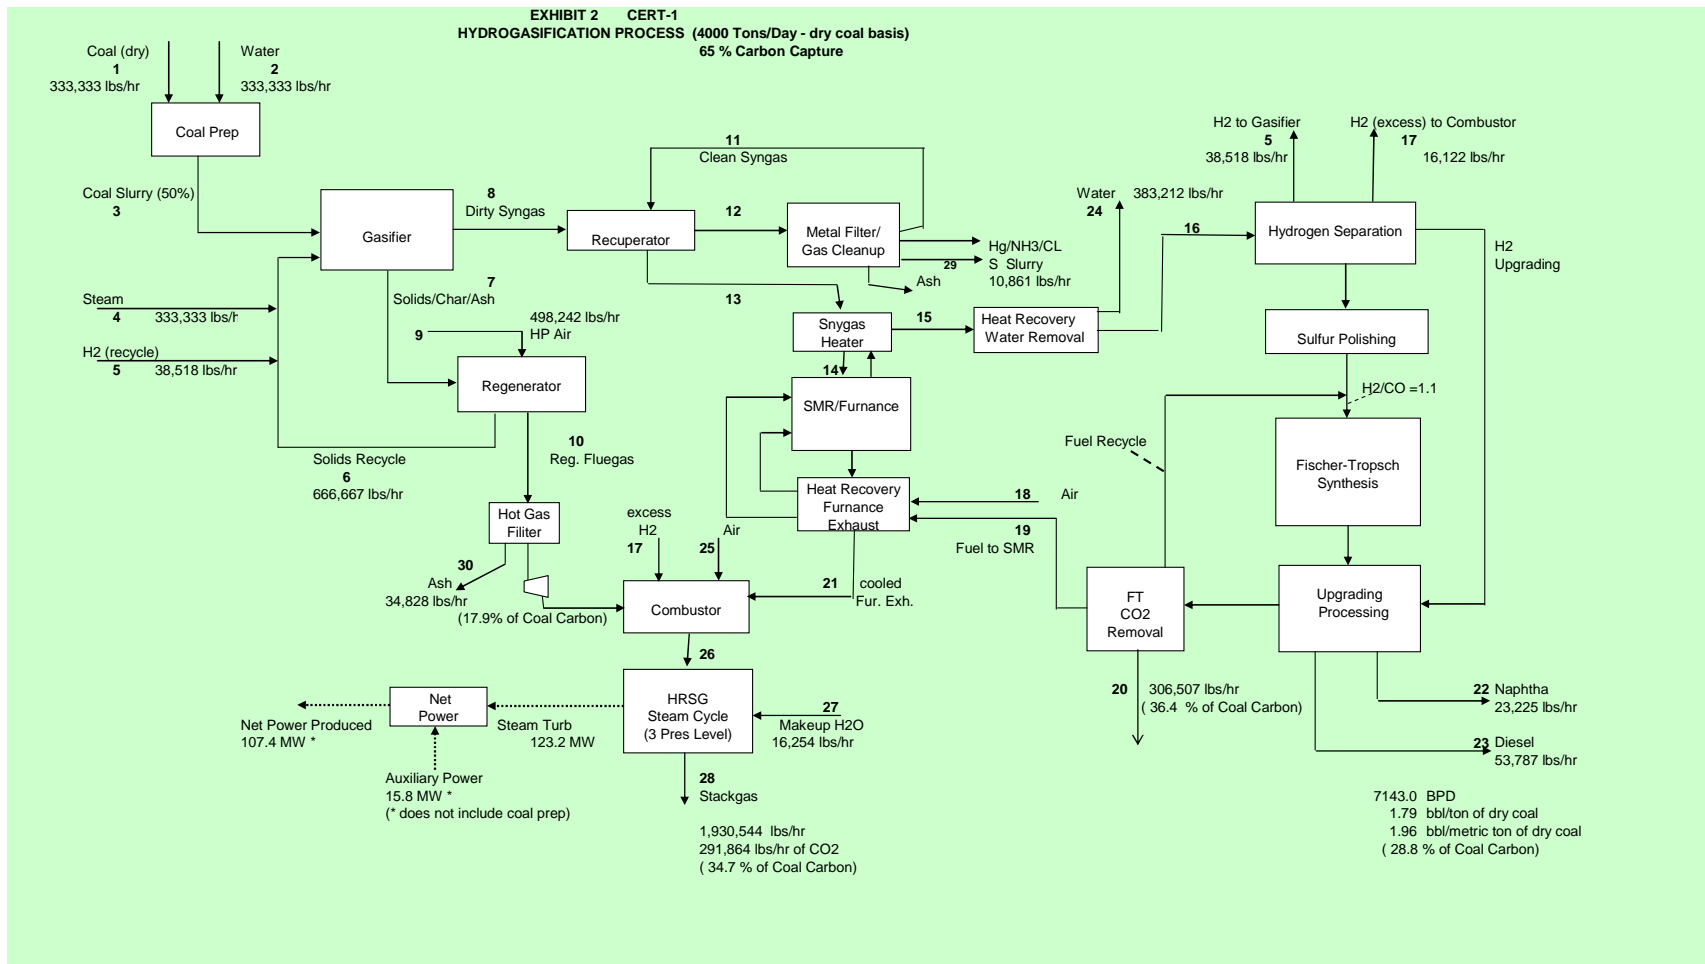 EXHIBIT 2 CERT-1
HYDROGASIFICATION PROCESS (4000 Tons/Day - dry coal basis)
65 % Carbon Capture
Coal (dry)
1
333,333 lbs/hr
Water
2
333,333 lbs/hr
Coal Prep
Coal Slurry (50%)
3
Gasifier
8
Dirty Syngas
11
Clean Syngas
Recuperator
12
Metal Filter/
Gas Cleanup
Hg/NH3/CL
29
S Slurry
10,861 lbs/hr
Ash
13
7
Solids/Char/Ash
Steam
4
333,333 lbs/hr
H2 (recycle)
5
38,518 lbs/hr
9
498,242 lbs/hr
HP Air
Regenerator
Solids Recycle
6
666,667 lbs/hr
10
Reg. Fluegas
Hot Gas
Filiter
30
Ash
34,828 lbs/hr
(17.9% of Coal Carbon)
Snygas
Heater
14
15
Heat Recovery
Water Removal
Water
24
383,212 lbs/hr
16
H2 to Gasifier
5
38,518 lbs/hr
H2 (excess) to Combustor
17
16,122 lbs/hr
Hydrogen Separation
H2
Upgrading
Sulfur Polishing
H2/CO =1.1
Fischer-Tropsch
Synthesis
Fuel Recycle
SMR/Furnance
Heat Recovery
Furnance
Exhaust
18
Air
19
Fuel to SMR
excess
H2
17
Air
25
21
cooled
Fur. Exh.
Combustor
26
FT
CO2
Removal
Upgrading
Processing
20
306,507 lbs/hr
( 36.4 % of Coal Carbon)
22
Naphtha
23,225 lbs/hr
23
Diesel
53,787 lbs/hr
HRSG
Steam Cycle
(3 Pres Level)
27
Makeup H2O
16,254 lbs/hr
Net
Power
Net Power Produced
107.4 MW *
Steam Turb
123.2 MW
Auxiliary Power
15.8 MW *
(* does not include coal prep)
28
Stackgas
1,930,544 lbs/hr
291,864 lbs/hr of CO2
( 34.7 % of Coal Carbon)
7143.0 BPD
1.79 bbl/ton of dry coal
1.96 bbl/metric ton of dry coal
( 28.8 % of Coal Carbon)